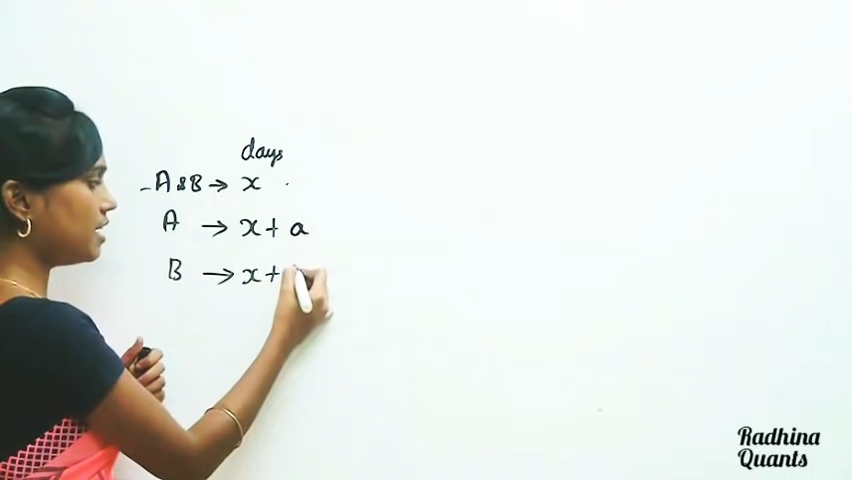 days
A & B → x
A → x + a
B → x +
Radhina
Quants